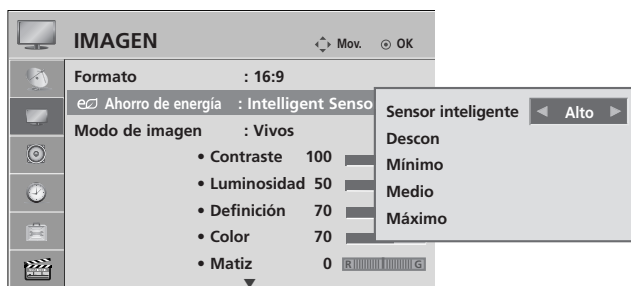 IMAGEN
Mov.
OK
Formato : 16:9
Ahorro de energía : Intelligent Senso
Modo de imagen : Vivos
• Contraste 100
• Luminosidad 50
• Definición 70
• Color 70
• Matiz 0 R G
Sensor inteligente ◀ Alto ▶
Descon
Mínimo
Medio
Máximo